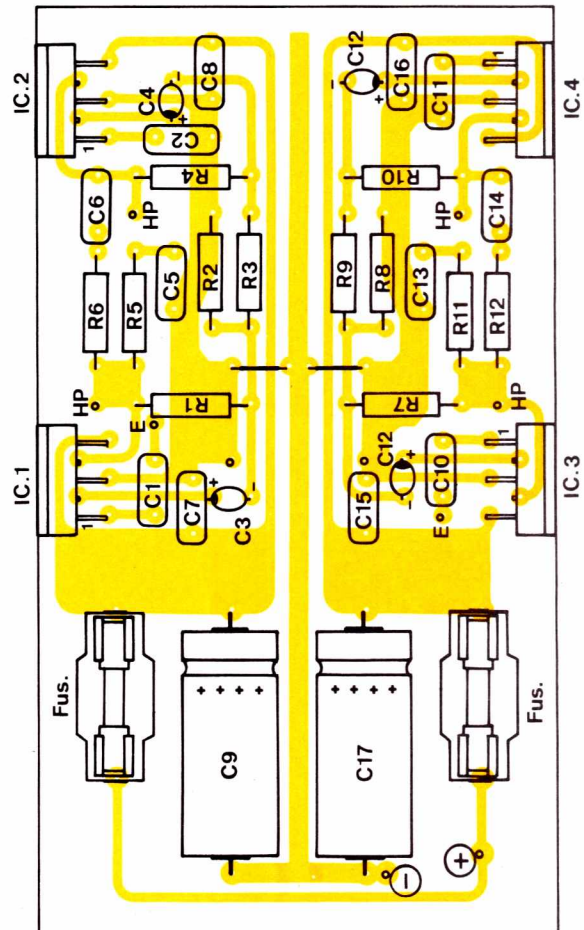 IC.2
IC.4
1
C4
-
+
C8
C2
C12
-
+
C16
C11
1
C6
HP
R4
R10
HP
C14
R6
R5
C5
R2
R3
R9
R8
C13
R11
R12
HP
E
R1
R7
HP
IC.1
1
C1
C7
+
-
C3
C15
C12
-
+
C10
E
1
IC.3
Fus.
+ + + +
C9
+ + + +
C17
Fus.
-
+